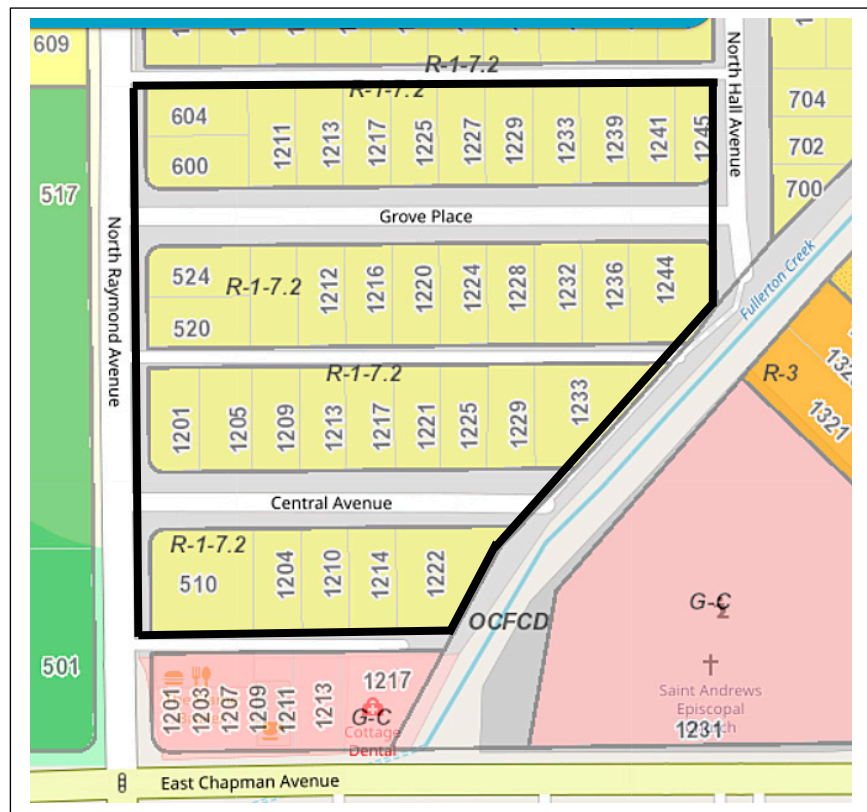 609
R-1-7.2
North Hall Avenue
R-1-7.2
604
600
1211
1213
1217
1225
1227
1229
1233
1239
1241
1245
704
702
700
517
Grove Place
North Raymond Avenue
524
520
R-1-7.2
1212
1216
1220
1224
1228
1232
1236
1244
Fullerton Creek
R-1-7.2
R-3
1321
1201
1205
1209
1213
1217
1221
1225
1229
1233
Central Avenue
R-1-7.2
510
1204
1210
1214
1222
OCFCD
G-C
501
1201
1203
1207
1209
1211
1213
1217
G-C
Cottage
Dental
Saint Andrews
Episcopal
1231
East Chapman Avenue